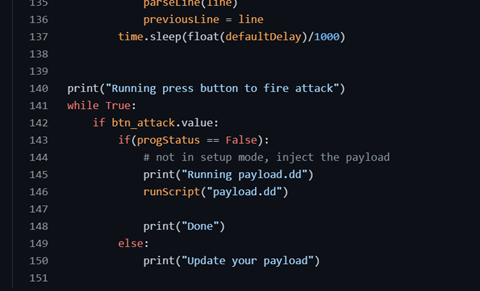 135 parseLine(line)
136 previousLine = line
137 time.sleep(float(defaultDelay)/1000)
138
139
140 print("Running press button to fire attack")
141 while True:
142 if btn_attack.value:
143 if(progStatus == False):
144 # not in setup mode, inject the payload
145 print("Running payload.dd")
146 runScript("payload.dd")
147
148 print("Done")
149 else:
150 print("Update your payload")
151